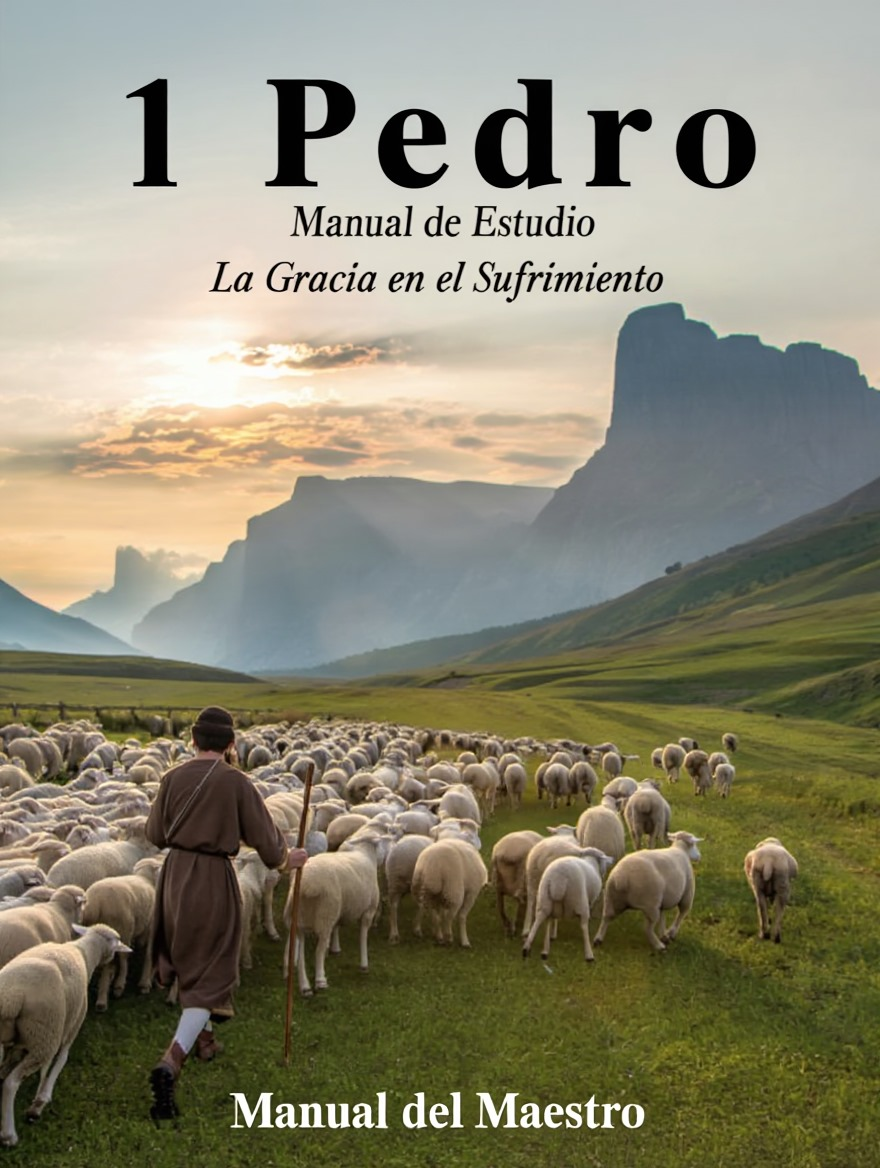 1 Pedro
Manual de Estudio
La Gracia en el Sufrimiento
Manual del Maestro